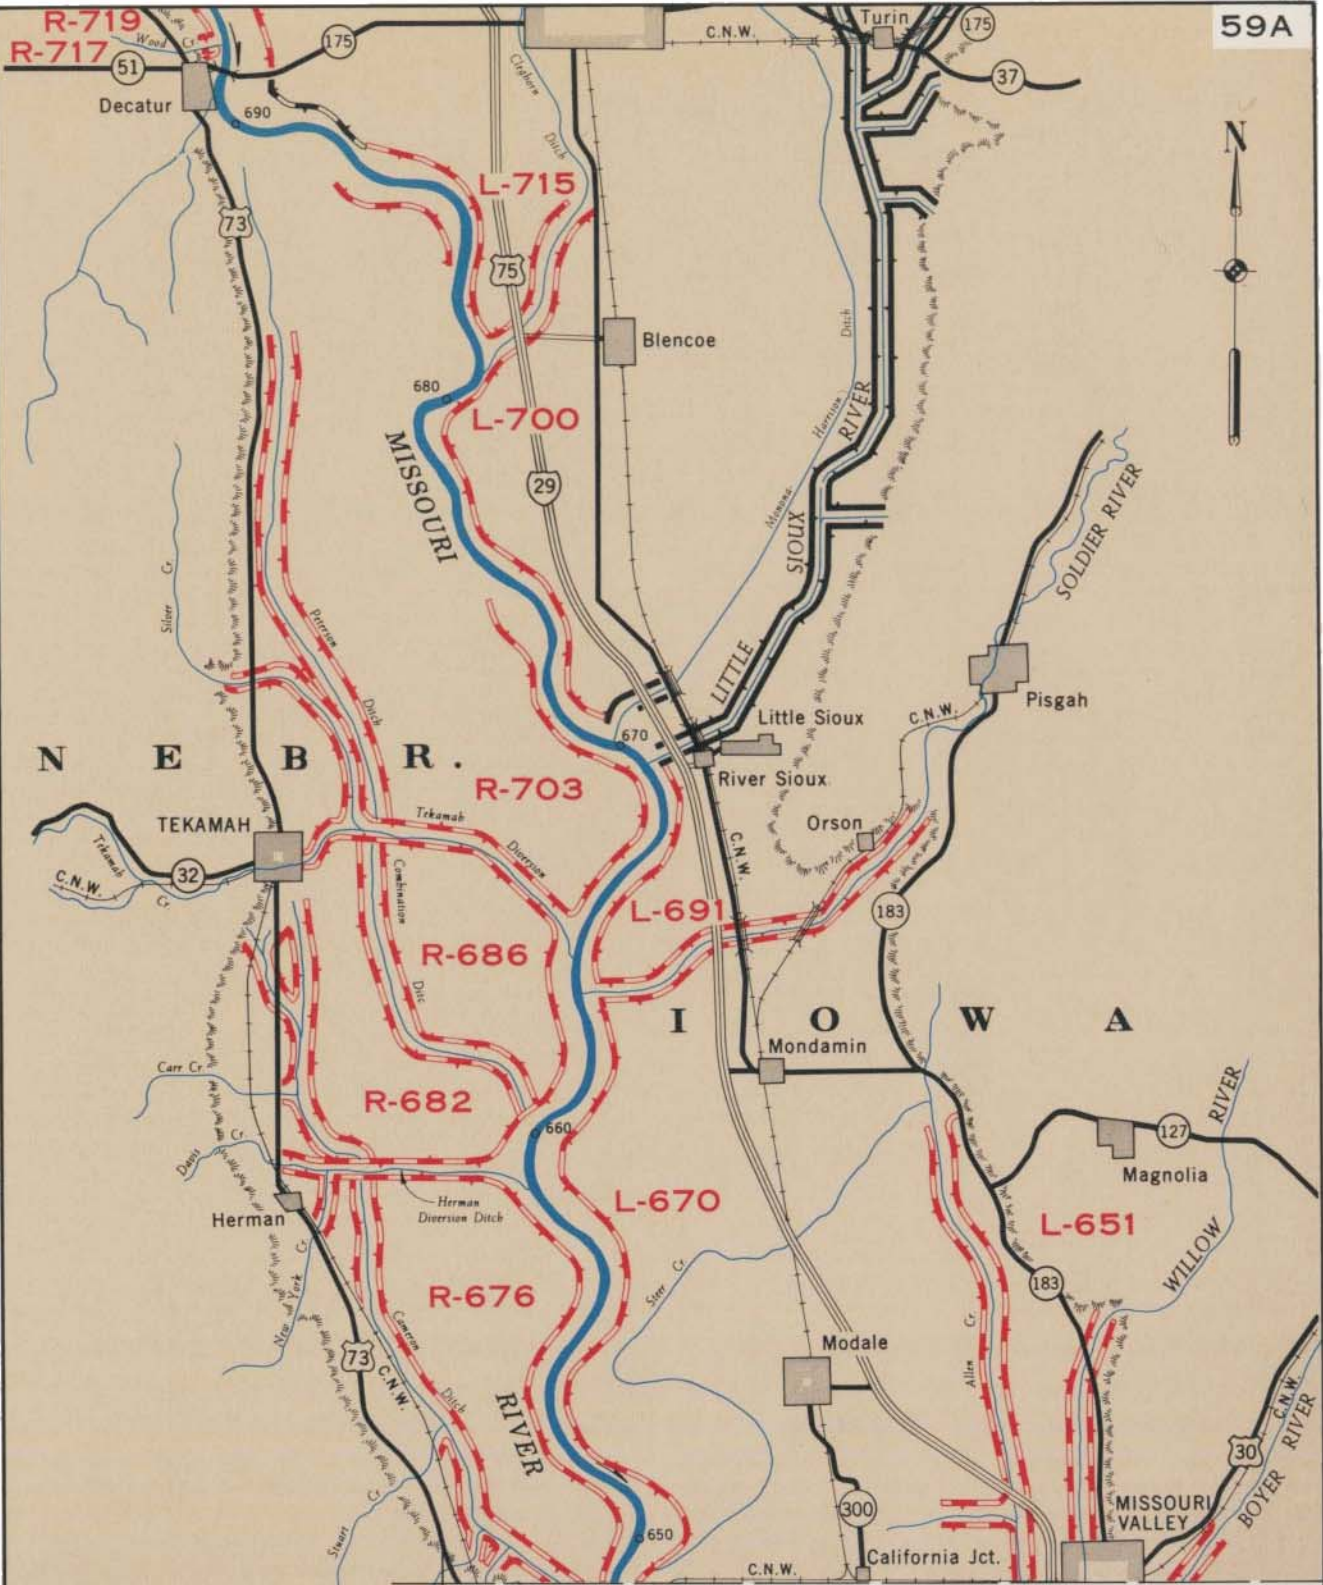 R-719
R-717
Wood Cr
51
Decatur
175
C.N.W.
Turin
175
37
59A
N
690
Cleghorn
Ditch
73
L-715
75
Blencoe
680
L-700
29
MISSOURI
Monona-
Harrison
Ditch
LITTLE
SIOUX
RIVER
SOLDIER RIVER
Silver
Cr
Peterson
Ditch
Pisgah
C.N.W.
Little Sioux
670
River Sioux
N E B R .
R-703
TEKAMAH
Tekamah
Diversion
Orson
Tekamah
Cr
C.N.W.
32
Combination
Disc
C.N.W.
L-691
183
R-686
I O W A
Mondamin
Carr Cr
R-682
660
127
RIVER
Davis
Cr
Magnolia
Herman
Herman
Diversion Ditch
L-670
L-651
WILLOW
New York
Cr
Steer
Cr
183
R-676
Modale
73
Cameron
Ditch
C.N.W.
Allen
Cr
RIVER
C.N.W.
30
BOYER
RIVER
Stuart
Cr
650
300
MISSOURI
VALLEY
C.N.W.
California Jct.